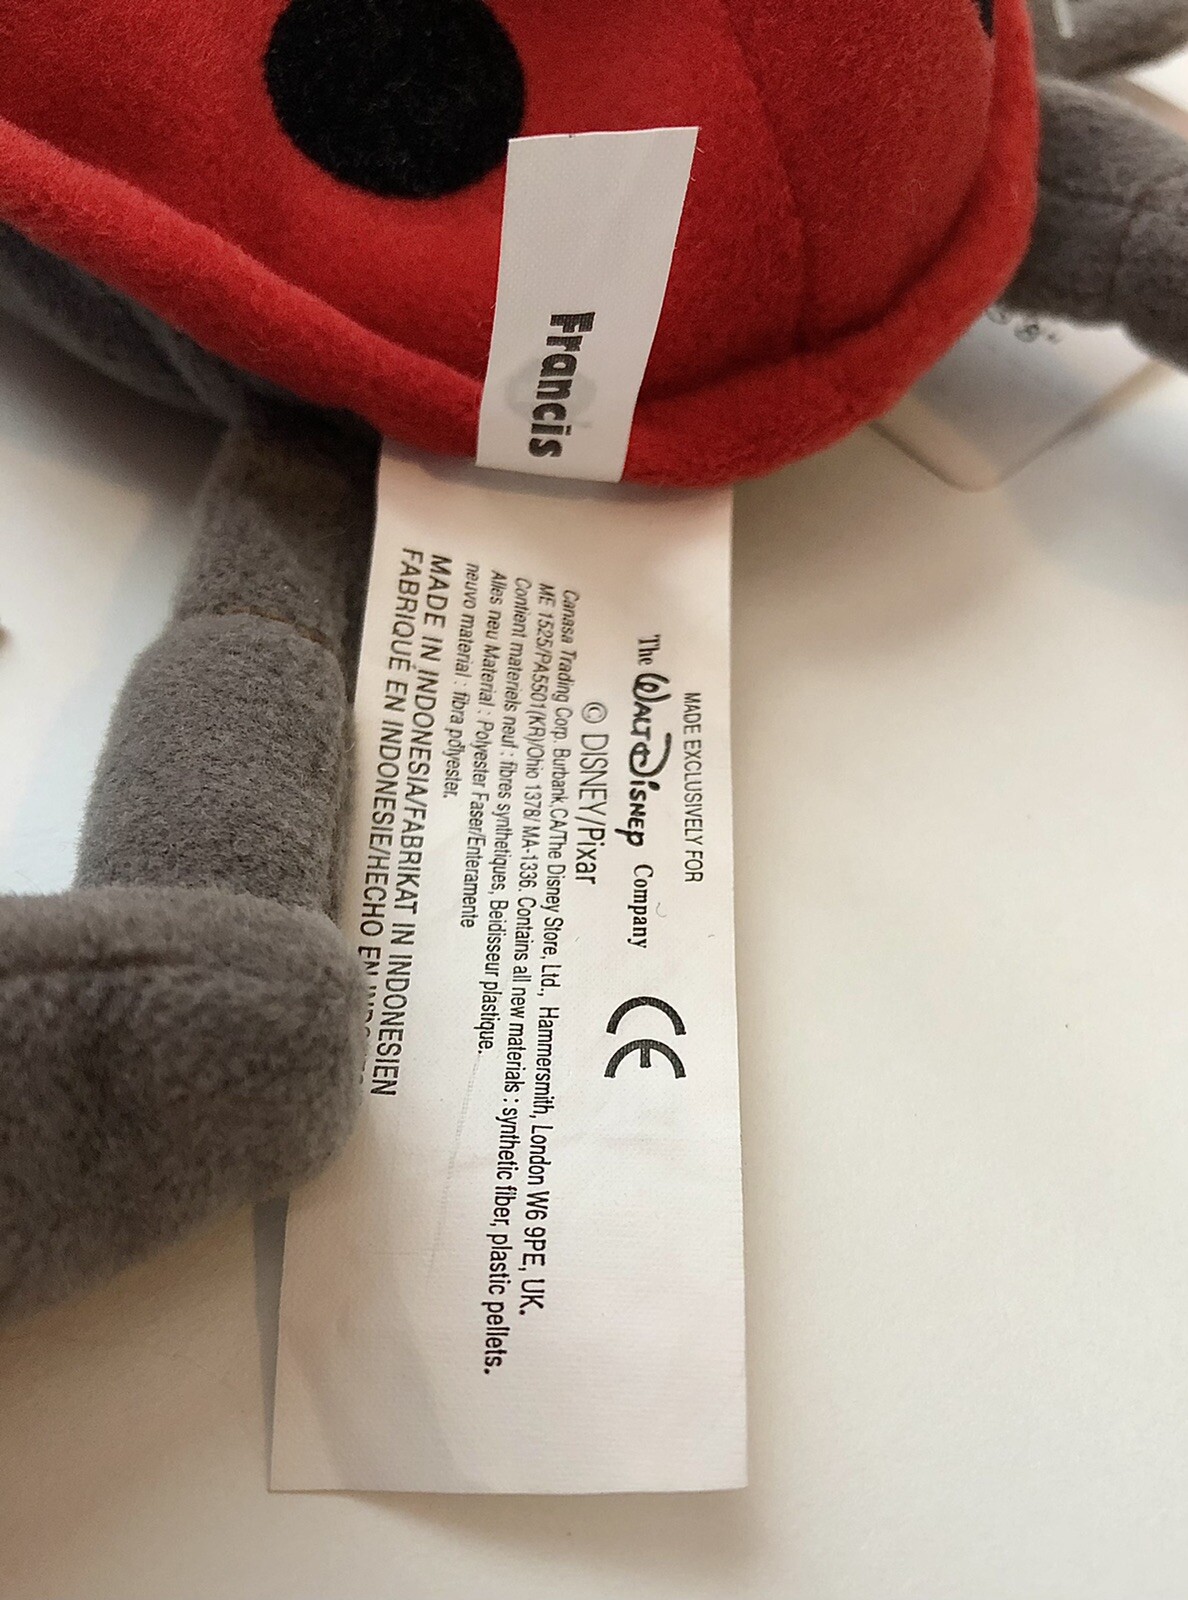 Francis
MADE EXCLUSIVELY FOR
The WALT DISNEY Company
CE
© DISNEY/Pixar
Canasa Trading Corp. Burbank,CA/The Disney Store, Ltd., Hammersmith, London W6 9PE, UK.
ME 1525/PA5501(KR)/Ohio 1378/ MA-1336. Contains all new materials : synthetic fiber, plastic pellets.
Contient materiels neuf : fibres synthetiques, Beidisseur plastique.
Alles neu Material : Polyester Faser/Enteramente
neuvo material : fibra polyester.
MADE IN INDONESIA/FABRIKAT IN INDONESIEN
FABRIQUÉ EN INDONESIE/HECHO EN